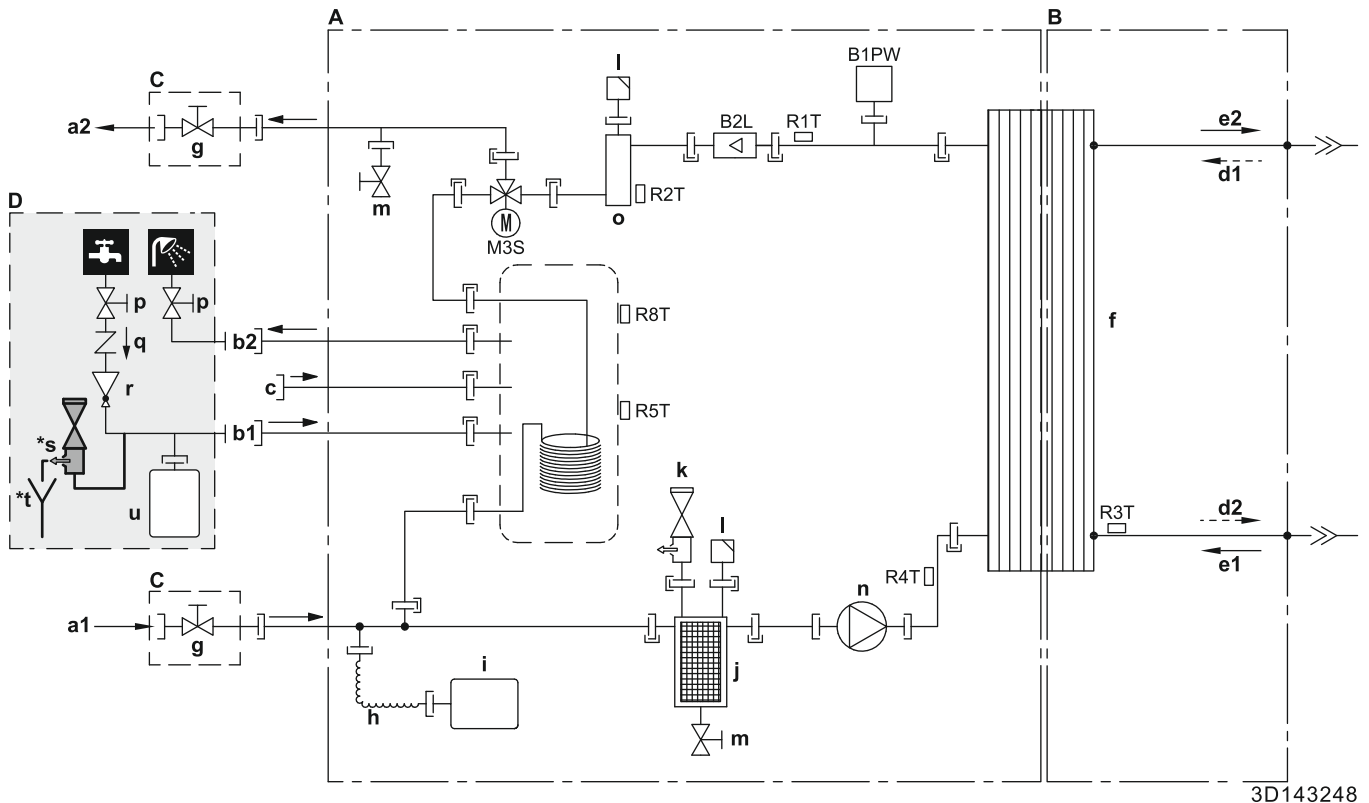 A
B
C
l
B1PW
a2
g
B2L
R1T
e2
d1
m
M
M3S
o
R2T
D
p
p
q
b2
R8T
f
r
c
R5T
*s
b1
*t
u
k
l
R3T
d2
e1
C
a1
g
R4T
n
h
i
j
m
3D143248